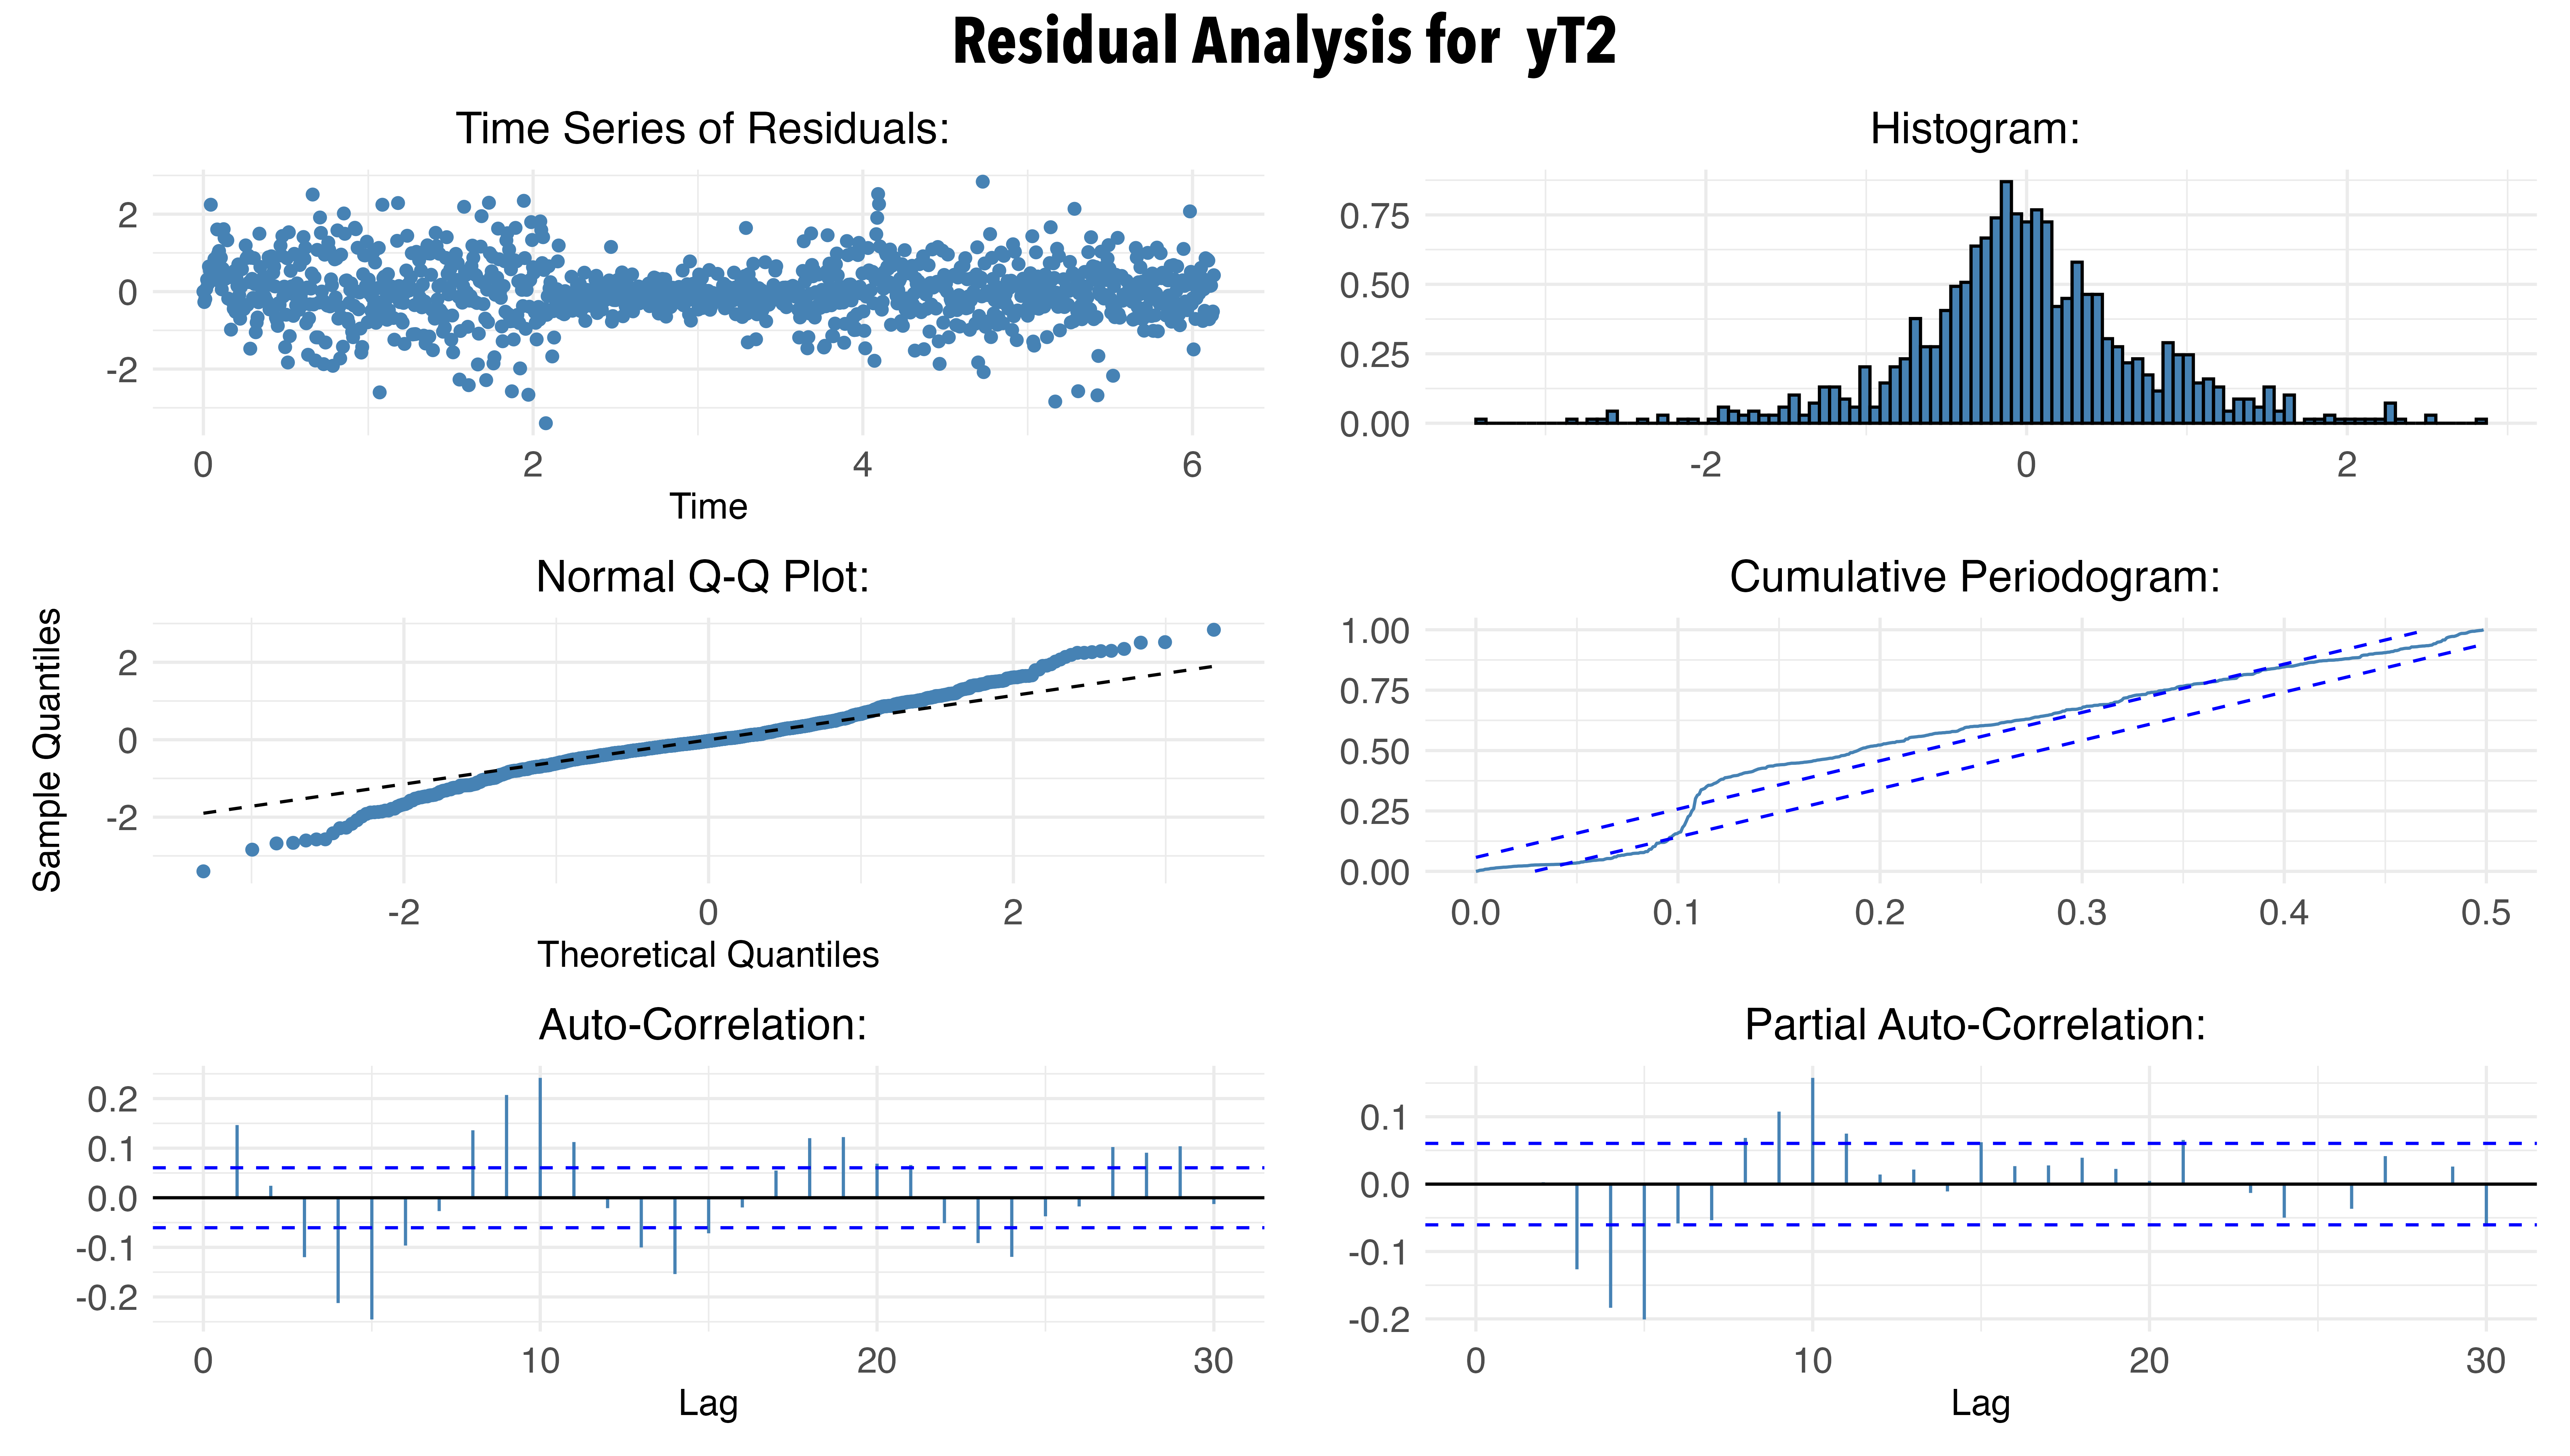 Residual Analysis for yT2
Time Series of Residuals:
2
0
-2
0 2 4 6
Time
Histogram:
0.75
0.50
0.25
0.00
-2 0 2
Normal Q-Q Plot:
Sample Quantiles
2
0
-2
-2 0 2
Theoretical Quantiles
Cumulative Periodogram:
1.00
0.75
0.50
0.25
0.00
0.0 0.1 0.2 0.3 0.4 0.5
Auto-Correlation:
0.2
0.1
0.0
-0.1
-0.2
0 10 20 30
Lag
Partial Auto-Correlation:
0.1
0.0
-0.1
-0.2
0 10 20 30
Lag